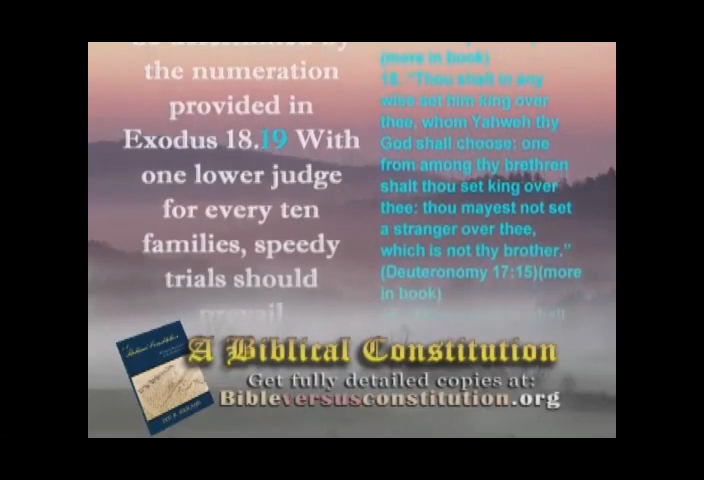 the numeration
provided in
Exodus 18.19 With
one lower judge
for every ten
families, speedy
trials should
prevail
(more in book)
18. "Thou shalt in any
wise set him king over
thee, whom Yahweh thy
God shall choose: one
from among thy brethren
shalt thou set king over
thee: thou mayest not set
a stranger over thee,
which is not thy brother."
(Deuteronomy 17:15)(more
in book)
A Biblical Constitution
Get fully detailed copies at:
Bibleversusconstitution.org